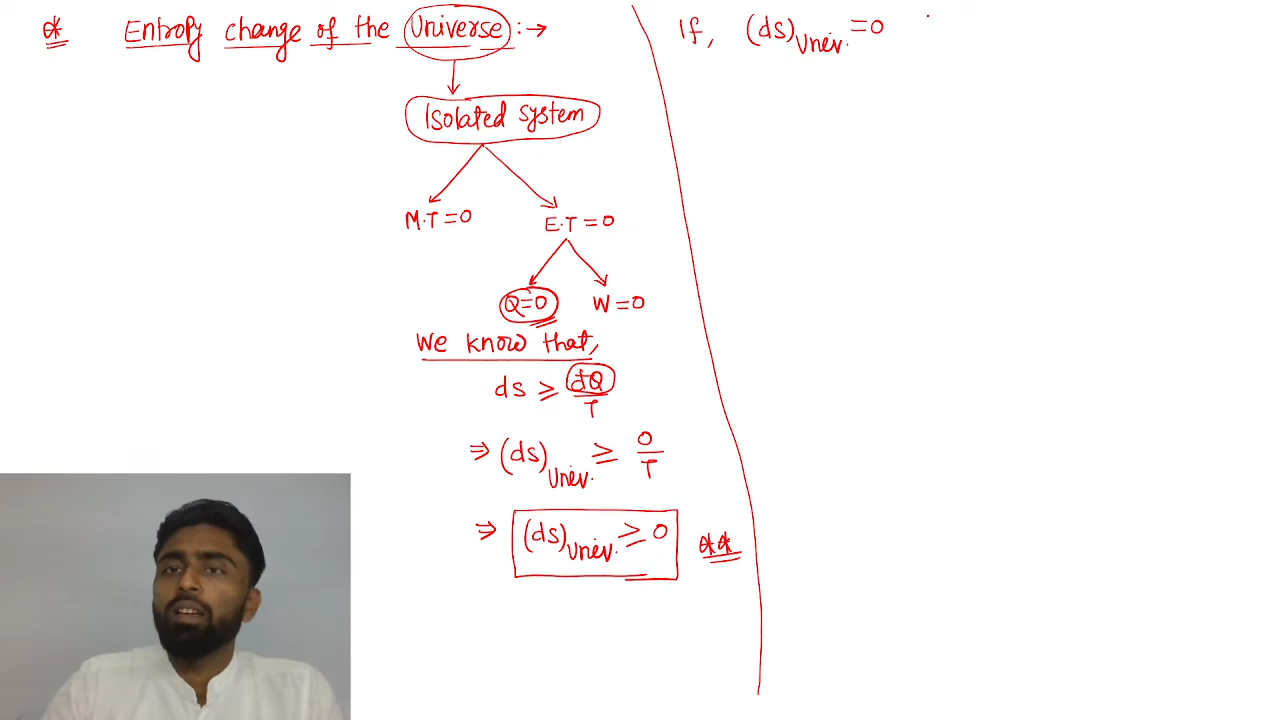 * Entropy change of the Universe :→
Isolated system
M.T = 0
E.T = 0
Q = 0
W = 0
We know that,
ds ≥ dQ/T
⇒ (ds)Univ. ≥ 0/T
⇒ (ds)Univ. ≥ 0 **
If, (ds)Univ. = 0